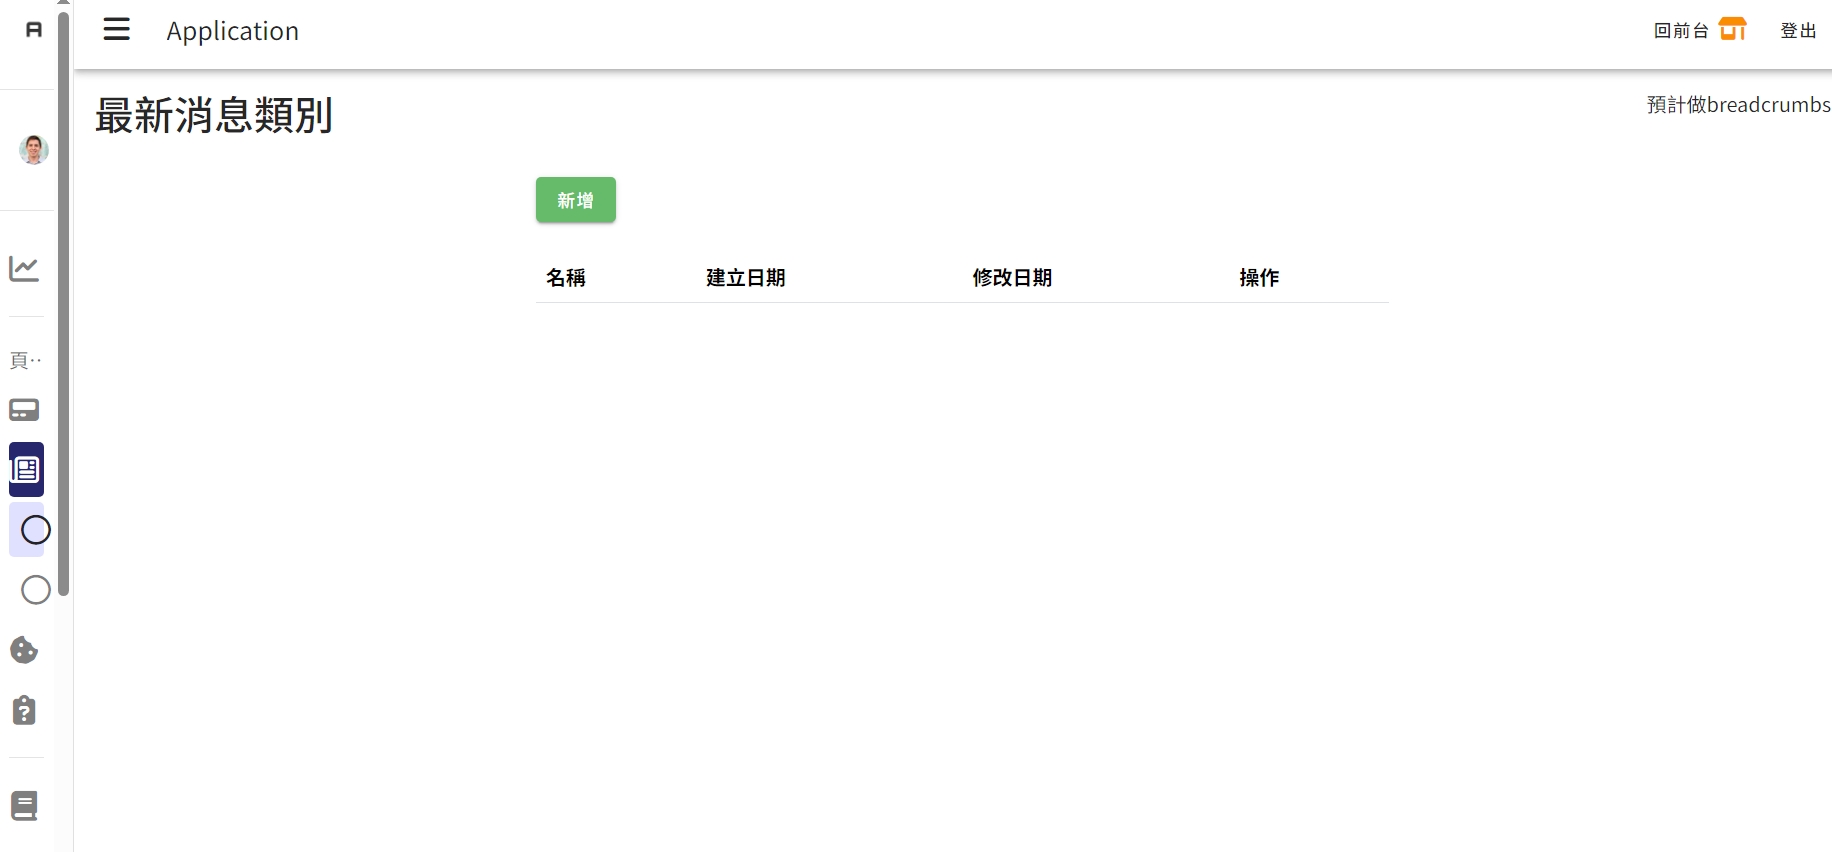 A
Application
回前台
登出
最新消息類別
預計做breadcrumbs
新增
名稱 建立日期 修改日期 操作
頁··